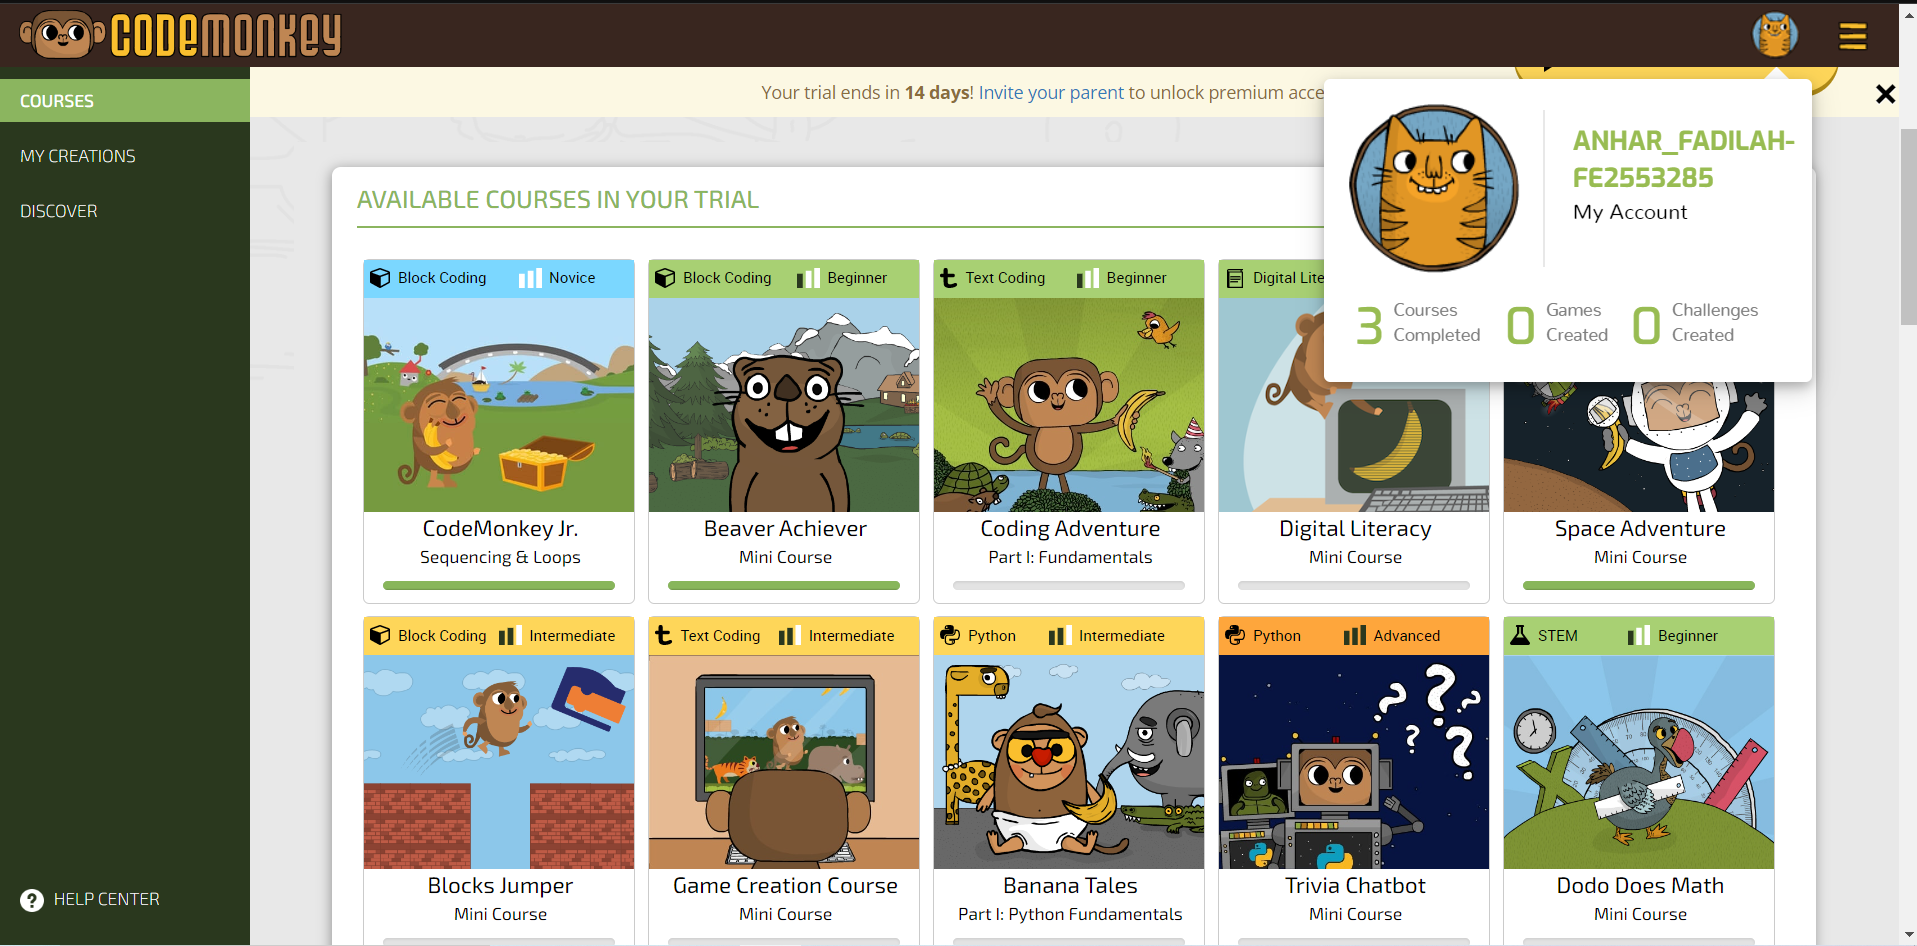 CODEMONKEY
COURSES
MY CREATIONS
DISCOVER
HELP CENTER
Your trial ends in 14 days! Invite your parent to unlock premium acce
ANHAR_FADILAH-
FE2553285
My Account
3 Courses Completed
0 Games Created
0 Challenges Created
AVAILABLE COURSES IN YOUR TRIAL
Block Coding Novice
CodeMonkey Jr.
Sequencing & Loops
Block Coding Beginner
Beaver Achiever
Mini Course
Text Coding Beginner
Coding Adventure
Part I: Fundamentals
Digital Lite
Digital Literacy
Mini Course
Space Adventure
Mini Course
Block Coding Intermediate
Blocks Jumper
Mini Course
Text Coding Intermediate
Game Creation Course
Mini Course
Python Intermediate
Banana Tales
Part I: Python Fundamentals
Python Advanced
Trivia Chatbot
Mini Course
STEM Beginner
Dodo Does Math
Mini Course